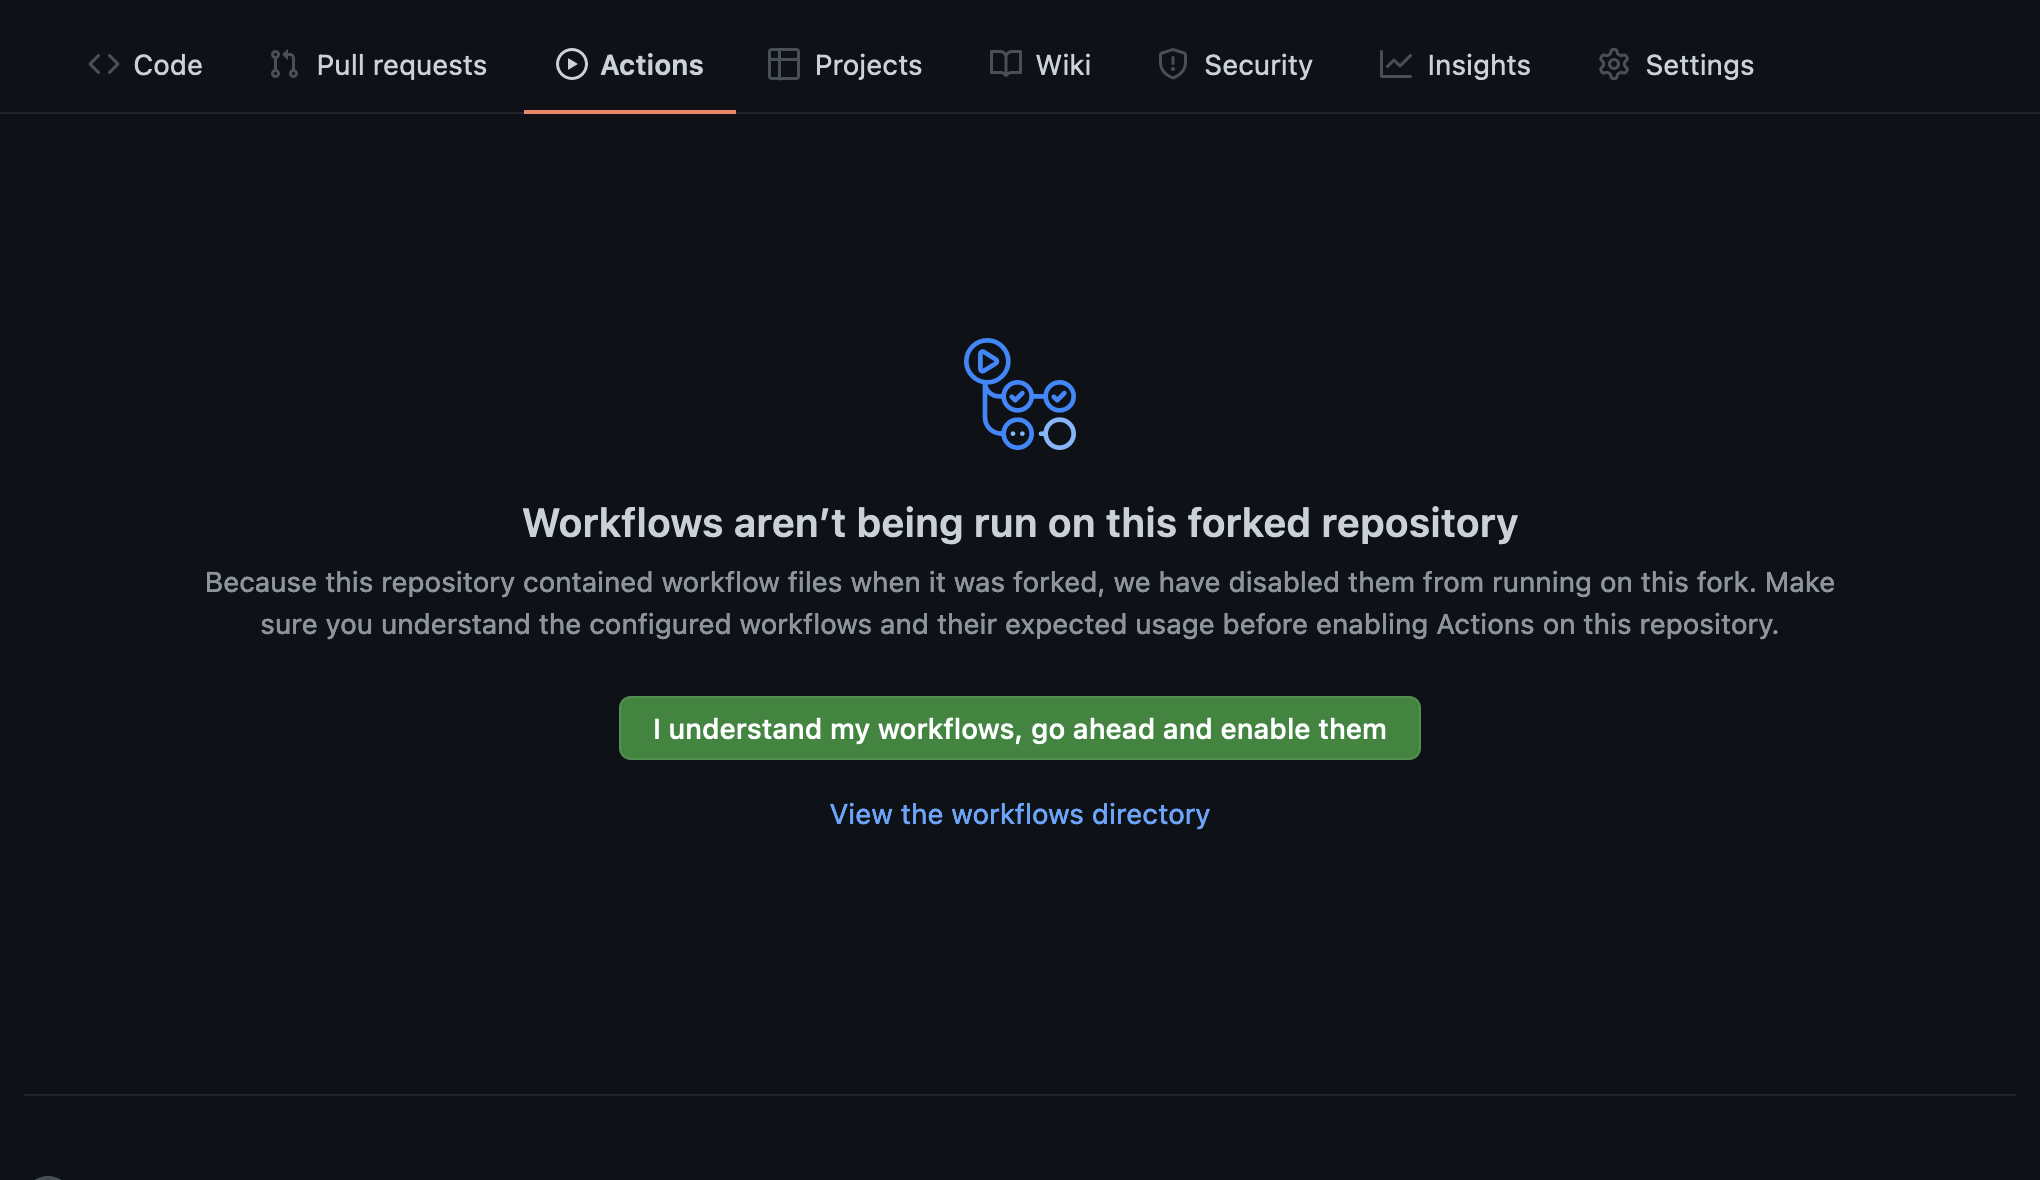 Code Pull requests Actions Projects Wiki Security Insights Settings
Workflows aren’t being run on this forked repository
Because this repository contained workflow files when it was forked, we have disabled them from running on this fork. Make
sure you understand the configured workflows and their expected usage before enabling Actions on this repository.
I understand my workflows, go ahead and enable them
View the workflows directory